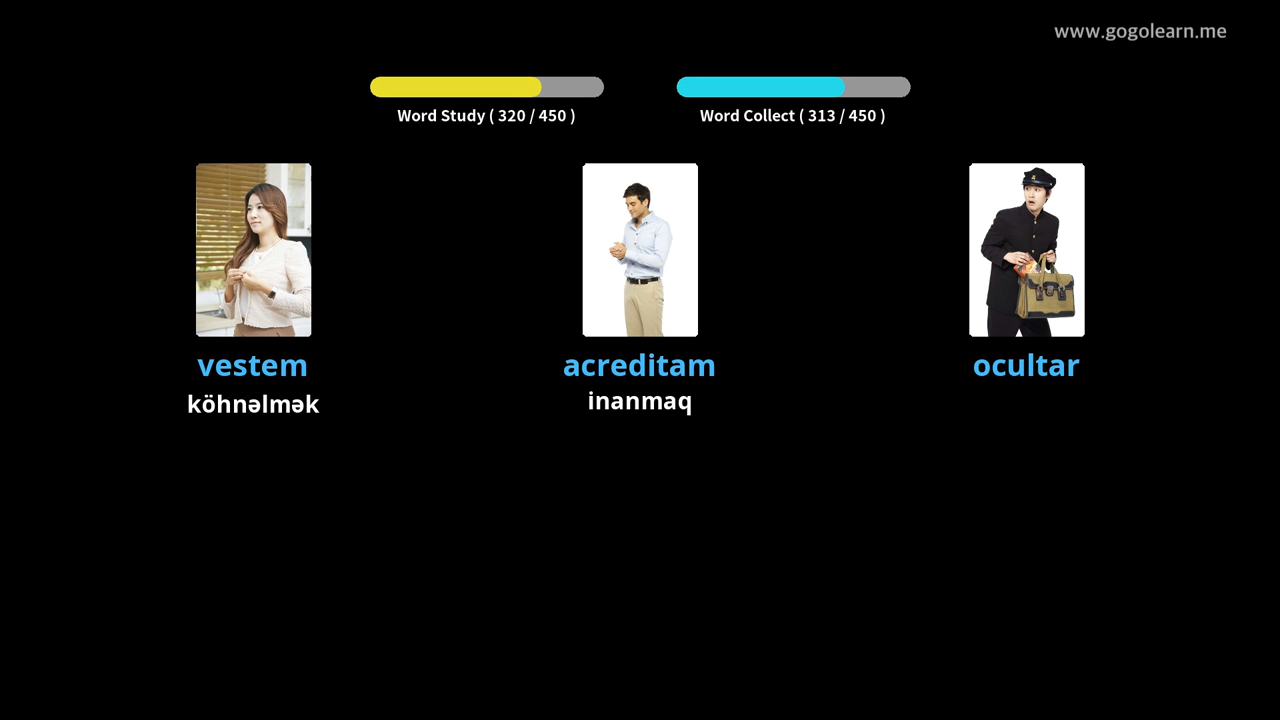 www.gogolearn.me
Word Study ( 320 / 450 )
Word Collect ( 313 / 450 )
vestem
köhnəlmək
acreditam
inanmaq
ocultar